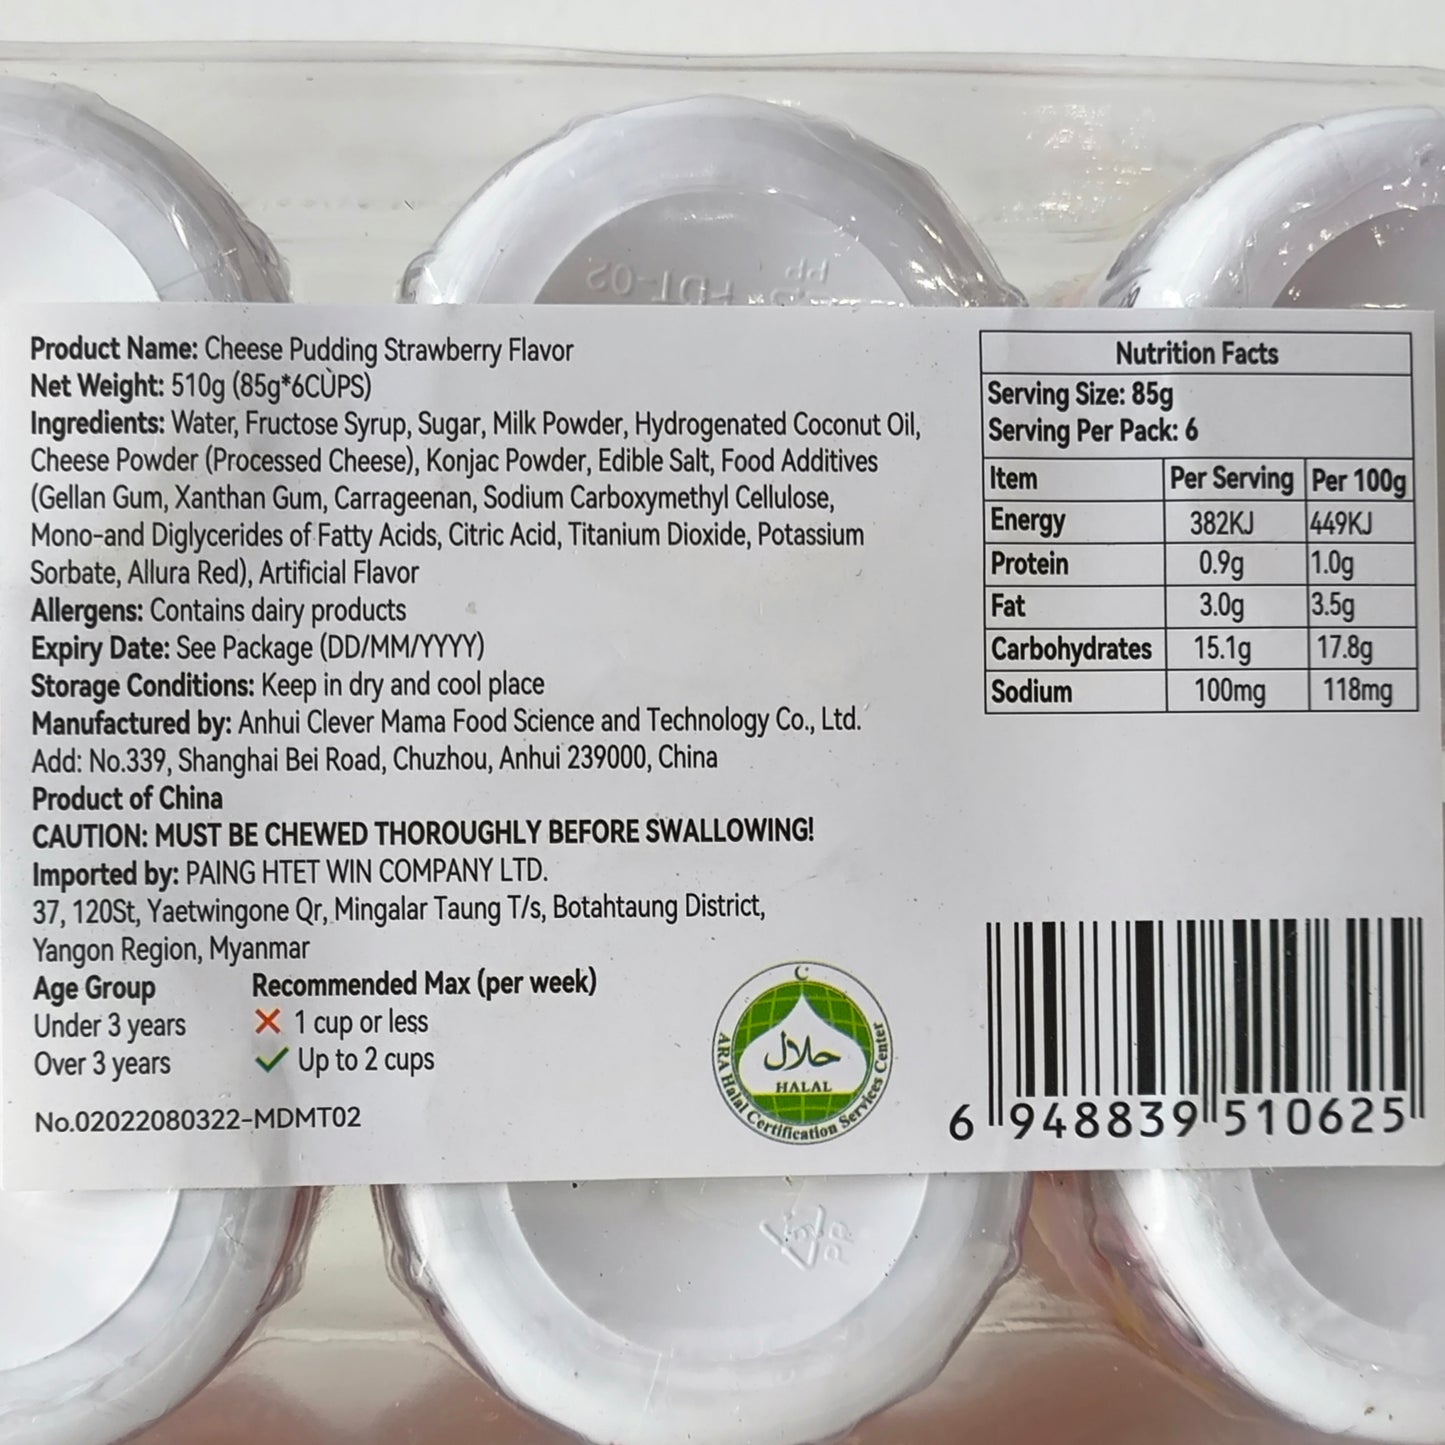 Product Name: Cheese Pudding Strawberry Flavor
Net Weight: 510g (85g*6CÙPS)
Ingredients: Water, Fructose Syrup, Sugar, Milk Powder, Hydrogenated Coconut Oil,
Cheese Powder (Processed Cheese), Konjac Powder, Edible Salt, Food Additives
(Gellan Gum, Xanthan Gum, Carrageenan, Sodium Carboxymethyl Cellulose,
Mono-and Diglycerides of Fatty Acids, Citric Acid, Titanium Dioxide, Potassium
Sorbate, Allura Red), Artificial Flavor
Allergens: Contains dairy products
Expiry Date: See Package (DD/MM/YYYY)
Storage Conditions: Keep in dry and cool place
Manufactured by: Anhui Clever Mama Food Science and Technology Co., Ltd.
Add: No.339, Shanghai Bei Road, Chuzhou, Anhui 239000, China
Product of China
CAUTION: MUST BE CHEWED THOROUGHLY BEFORE SWALLOWING!
Imported by: PAING HTET WIN COMPANY LTD.
37, 120St, Yaetwingone Qr, Mingalar Taung T/s, Botahtaung District,
Yangon Region, Myanmar
Age Group Recommended Max (per week)
Under 3 years ✗ 1 cup or less
Over 3 years ✓ Up to 2 cups
No.02022080322-MDMT02
Nutrition Facts
Serving Size: 85g
Serving Per Pack: 6
Item Per Serving Per 100g
Energy 382KJ 449KJ
Protein 0.9g 1.0g
Fat 3.0g 3.5g
Carbohydrates 15.1g 17.8g
Sodium 100mg 118mg
حلال
HALAL
ARA Halal Certification Services Center
6 948839 510625